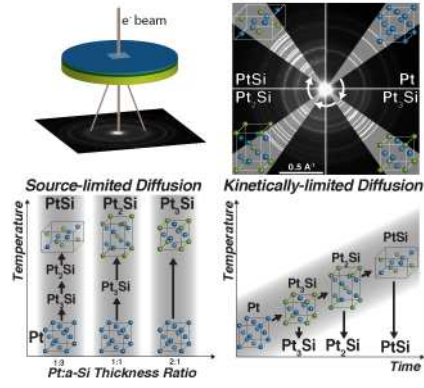 e⁻ beam
PtSi
Pt
Pt₂Si
Pt₃Si
0.5 Å⁻¹
Source-limited Diffusion
Kinetically-limited Diffusion
Temperature
PtSi
Pt₂Si
Pt₃Si
Pt₂Si
Pt₃Si
Pt₃Si
Pt
1:3
1:1
2:1
Pt:a-Si Thickness Ratio
Temperature
Pt
Pt₃Si
Pt₂Si
PtSi
Pt₃Si
Pt₂Si
PtSi
Time